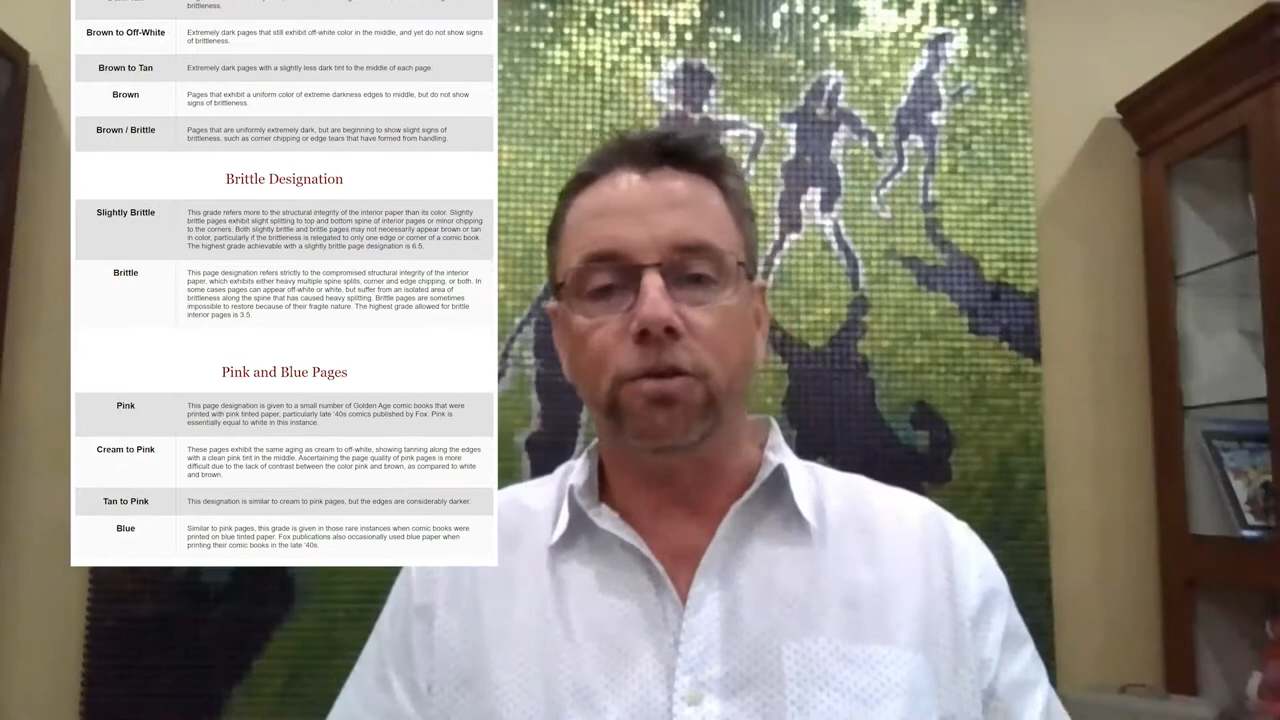 brittleness.
Brown to Off-White
Extremely dark pages that still exhibit off-white color in the middle, and yet do not show signs
of brittleness.
Brown to Tan
Extremely dark pages with a slightly less dark tint to the middle of each page.
Brown
Pages that exhibit a uniform color of extreme darkness edges to middle, but do not show
signs of brittleness.
Brown / Brittle
Pages that are uniformly extremely dark, but are beginning to show slight signs of
brittleness, such as corner chipping or edge tears that have formed from handling.
Brittle Designation
Slightly Brittle
This grade refers more to the structural integrity of the interior paper than its color. Slightly
brittle pages exhibit slight splitting to top and bottom spine of interior pages or minor chipping
to the corners. Both slightly brittle and brittle pages may not necessarily appear brown or tan
in color, particularly if the brittleness is relegated to only one edge or corner of a comic book.
The highest grade achievable with a slightly brittle page designation is 6.5.
Brittle
This page designation refers strictly to the compromised structural integrity of the interior
paper, which exhibits either heavy multiple spine splits, corner and edge chipping, or both. In
some cases pages can appear off-white or white, but suffer from an isolated area of
brittleness along the spine that has caused heavy splitting. Brittle pages are sometimes
impossible to restore because of their fragile nature. The highest grade allowed for brittle
interior pages is 3.5.
Pink and Blue Pages
Pink
This page designation is given to a small number of Golden Age comic books that were
printed with pink tinted paper, particularly late '40s comics published by Fox. Pink is
essentially equal to white in this instance.
Cream to Pink
These pages exhibit the same aging as cream to off-white, showing tanning along the edges
with a clean pink tint in the middle. Ascertaining the page quality of pink pages is more
difficult due to the lack of contrast between the color pink and brown, as compared to white
and brown.
Tan to Pink
This designation is similar to cream to pink pages, but the edges are considerably darker.
Blue
Similar to pink pages, this grade is given in those rare instances when comic books were
printed on blue tinted paper. Fox publications also occasionally used blue paper when
printing their comic books in the late '40s.